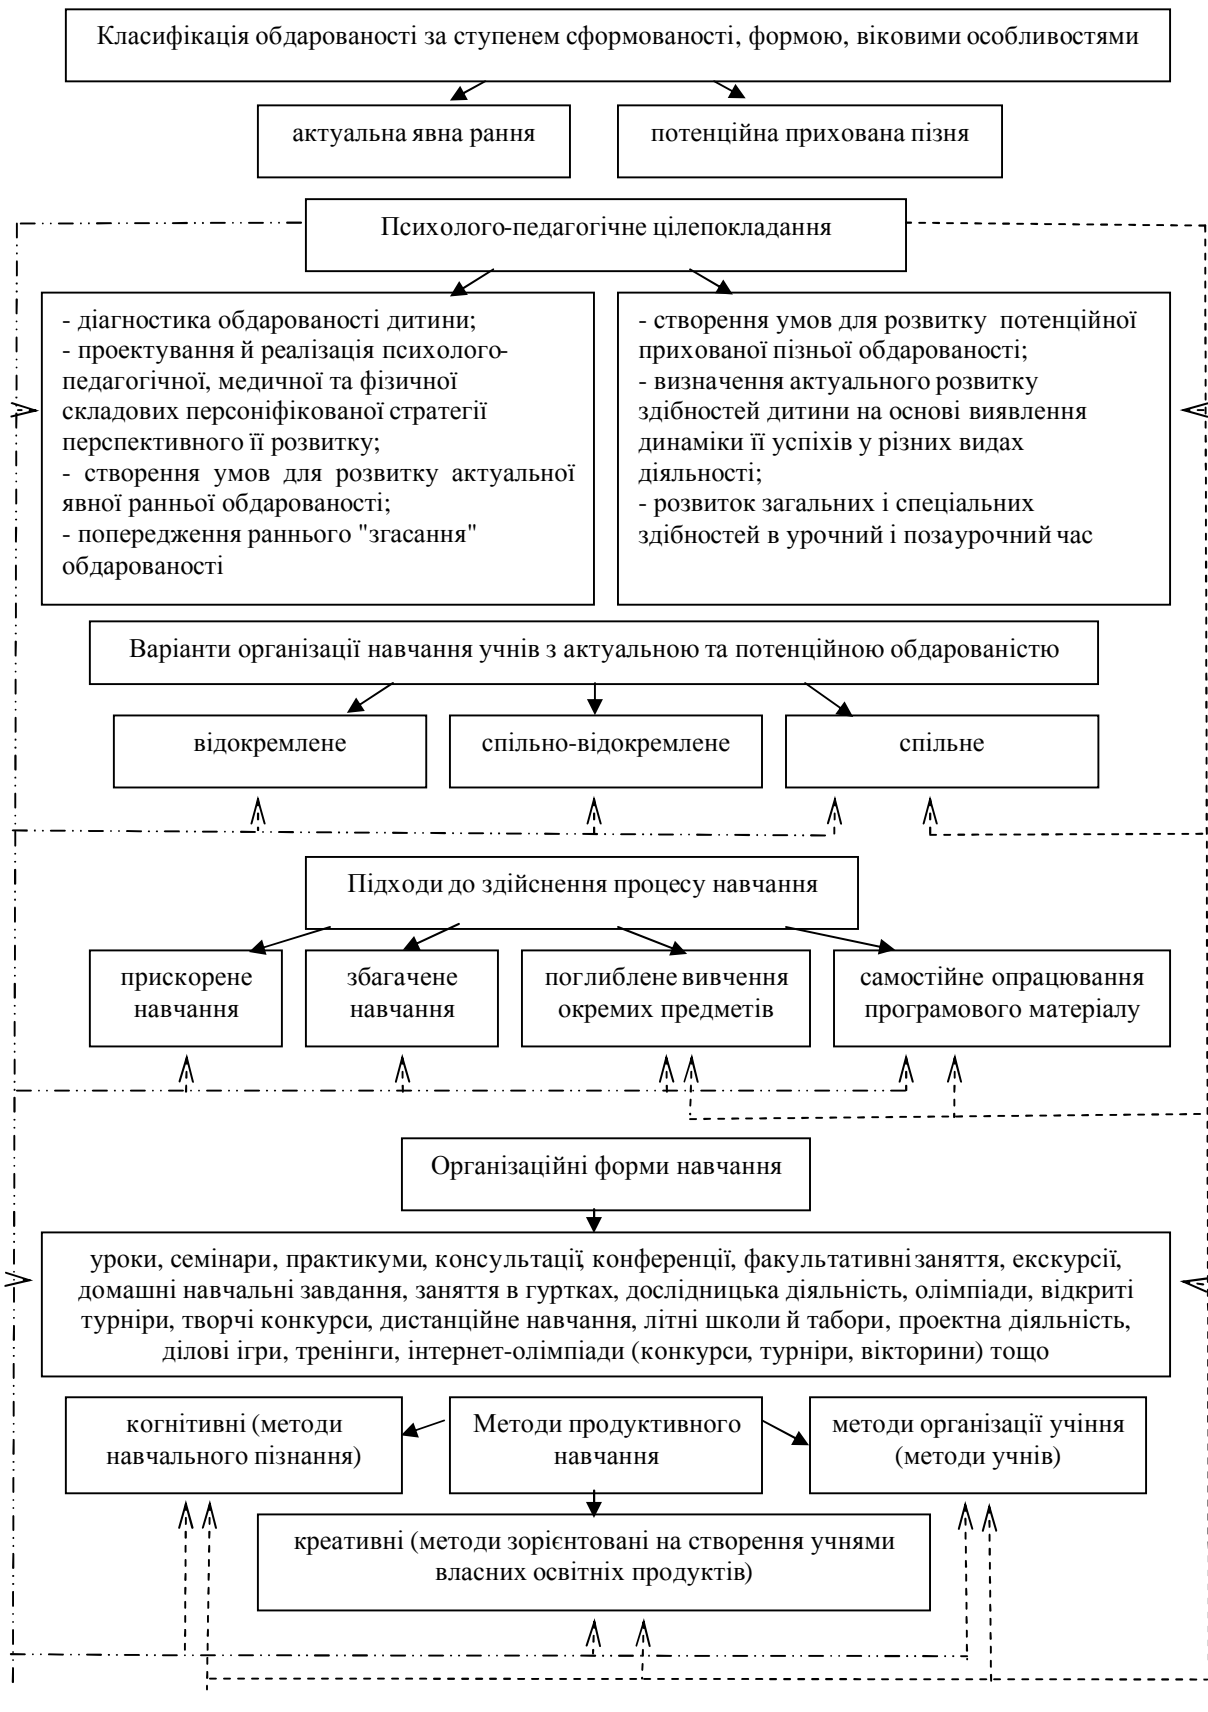 Класифікація обдарованості за ступенем сформованості, формою, віковими особливостями
актуальна явна рання
потенційна прихована пізня
Психолого-педагогічне цілепокладання
- діагностика обдарованості дитини;
- проектування й реалізація психолого-
педагогічної, медичної та фізичної
складових персоніфікованої стратегії
перспективного її розвитку;
- створення умов для розвитку актуальної
явної ранньої обдарованості;
- попередження раннього "згасання"
обдарованості
- створення умов для розвитку потенційної
прихованої пізньої обдарованості;
- визначення актуального розвитку
здібностей дитини на основі виявлення
динаміки її успіхів у різних видах
діяльності;
- розвиток загальних і спеціальних
здібностей в урочний і позаурочний час
Варіанти організації навчання учнів з актуальною та потенційною обдарованістю
відокремлене
спільно-відокремлене
спільне
Підходи до здійснення процесу навчання
прискорене
навчання
збагачене
навчання
поглиблене вивчення
окремих предметів
самостійне опрацювання
програмового матеріалу
Організаційні форми навчання
уроки, семінари, практикуми, консультації, конференції, факультативні заняття, екскурсії,
домашні навчальні завдання, заняття в гуртках, дослідницька діяльність, олімпіади, відкриті
турніри, творчі конкурси, дистанційне навчання, літні школи й табори, проектна діяльність,
ділові ігри, тренінги, інтернет-олімпіади (конкурси, турніри, вікторини) тощо
когнітивні (методи
навчального пізнання)
Методи продуктивного
навчання
методи організації учіння
(методи учнів)
креативні (методи зорієнтовані на створення учнями
власних освітніх продуктів)